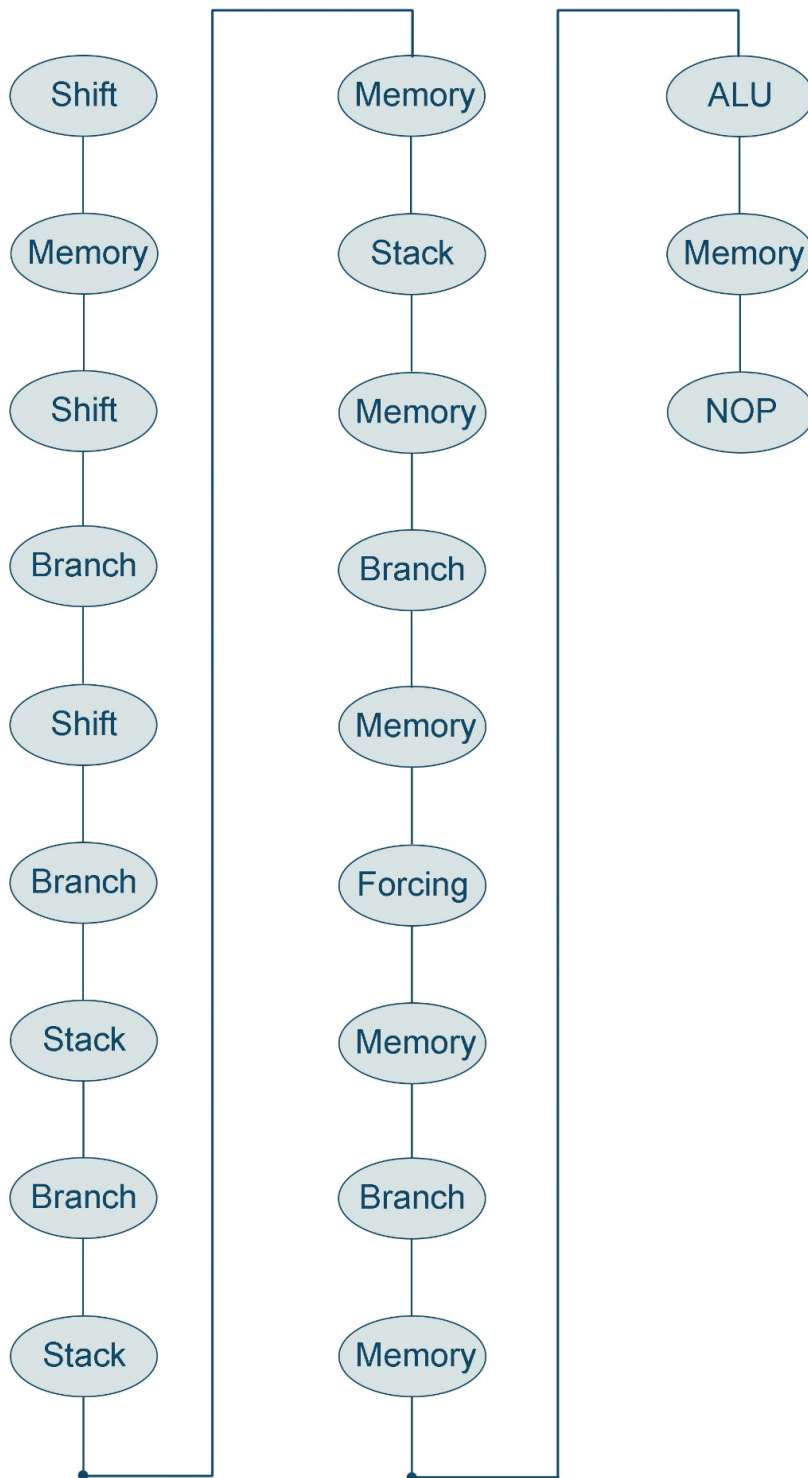 Shift
Memory
Shift
Branch
Shift
Branch
Stack
Branch
Stack
Memory
Stack
Memory
Branch
Memory
Forcing
Memory
Branch
Memory
ALU
Memory
NOP